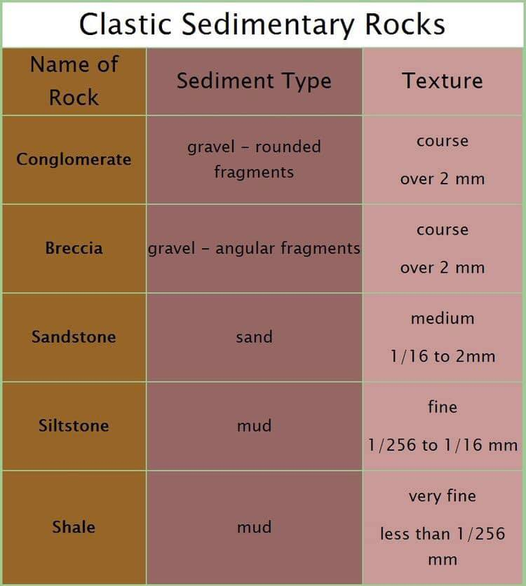 Clastic Sedimentary Rocks
Name of
Rock
Sediment Type
Texture
Conglomerate
gravel - rounded
fragments
course
over 2 mm
Breccia
gravel - angular fragments
course
over 2 mm
Sandstone
sand
medium
1/16 to 2mm
Siltstone
mud
fine
1/256 to 1/16 mm
Shale
mud
very fine
less than 1/256
mm